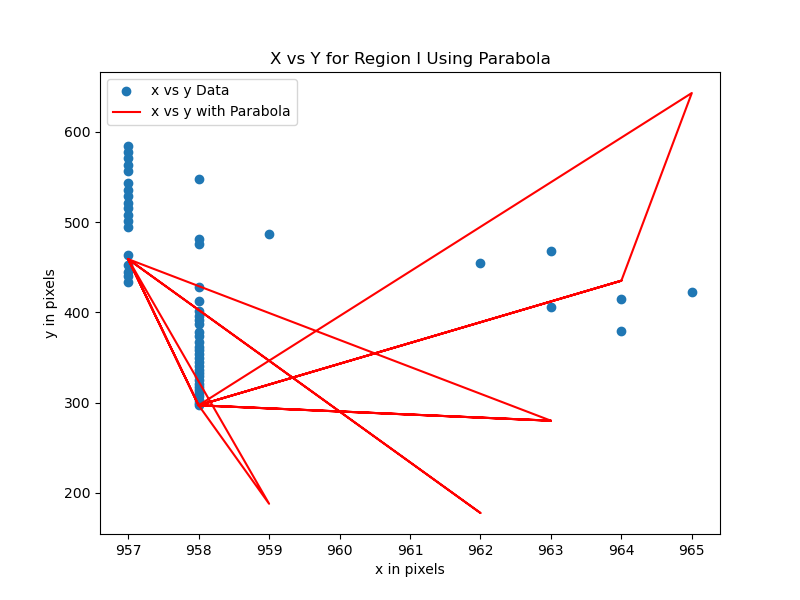 X vs Y for Region I Using Parabola
x vs y Data
x vs y with Parabola
600
500
400
300
200
y in pixels
957 958 959 960 961 962 963 964 965
x in pixels